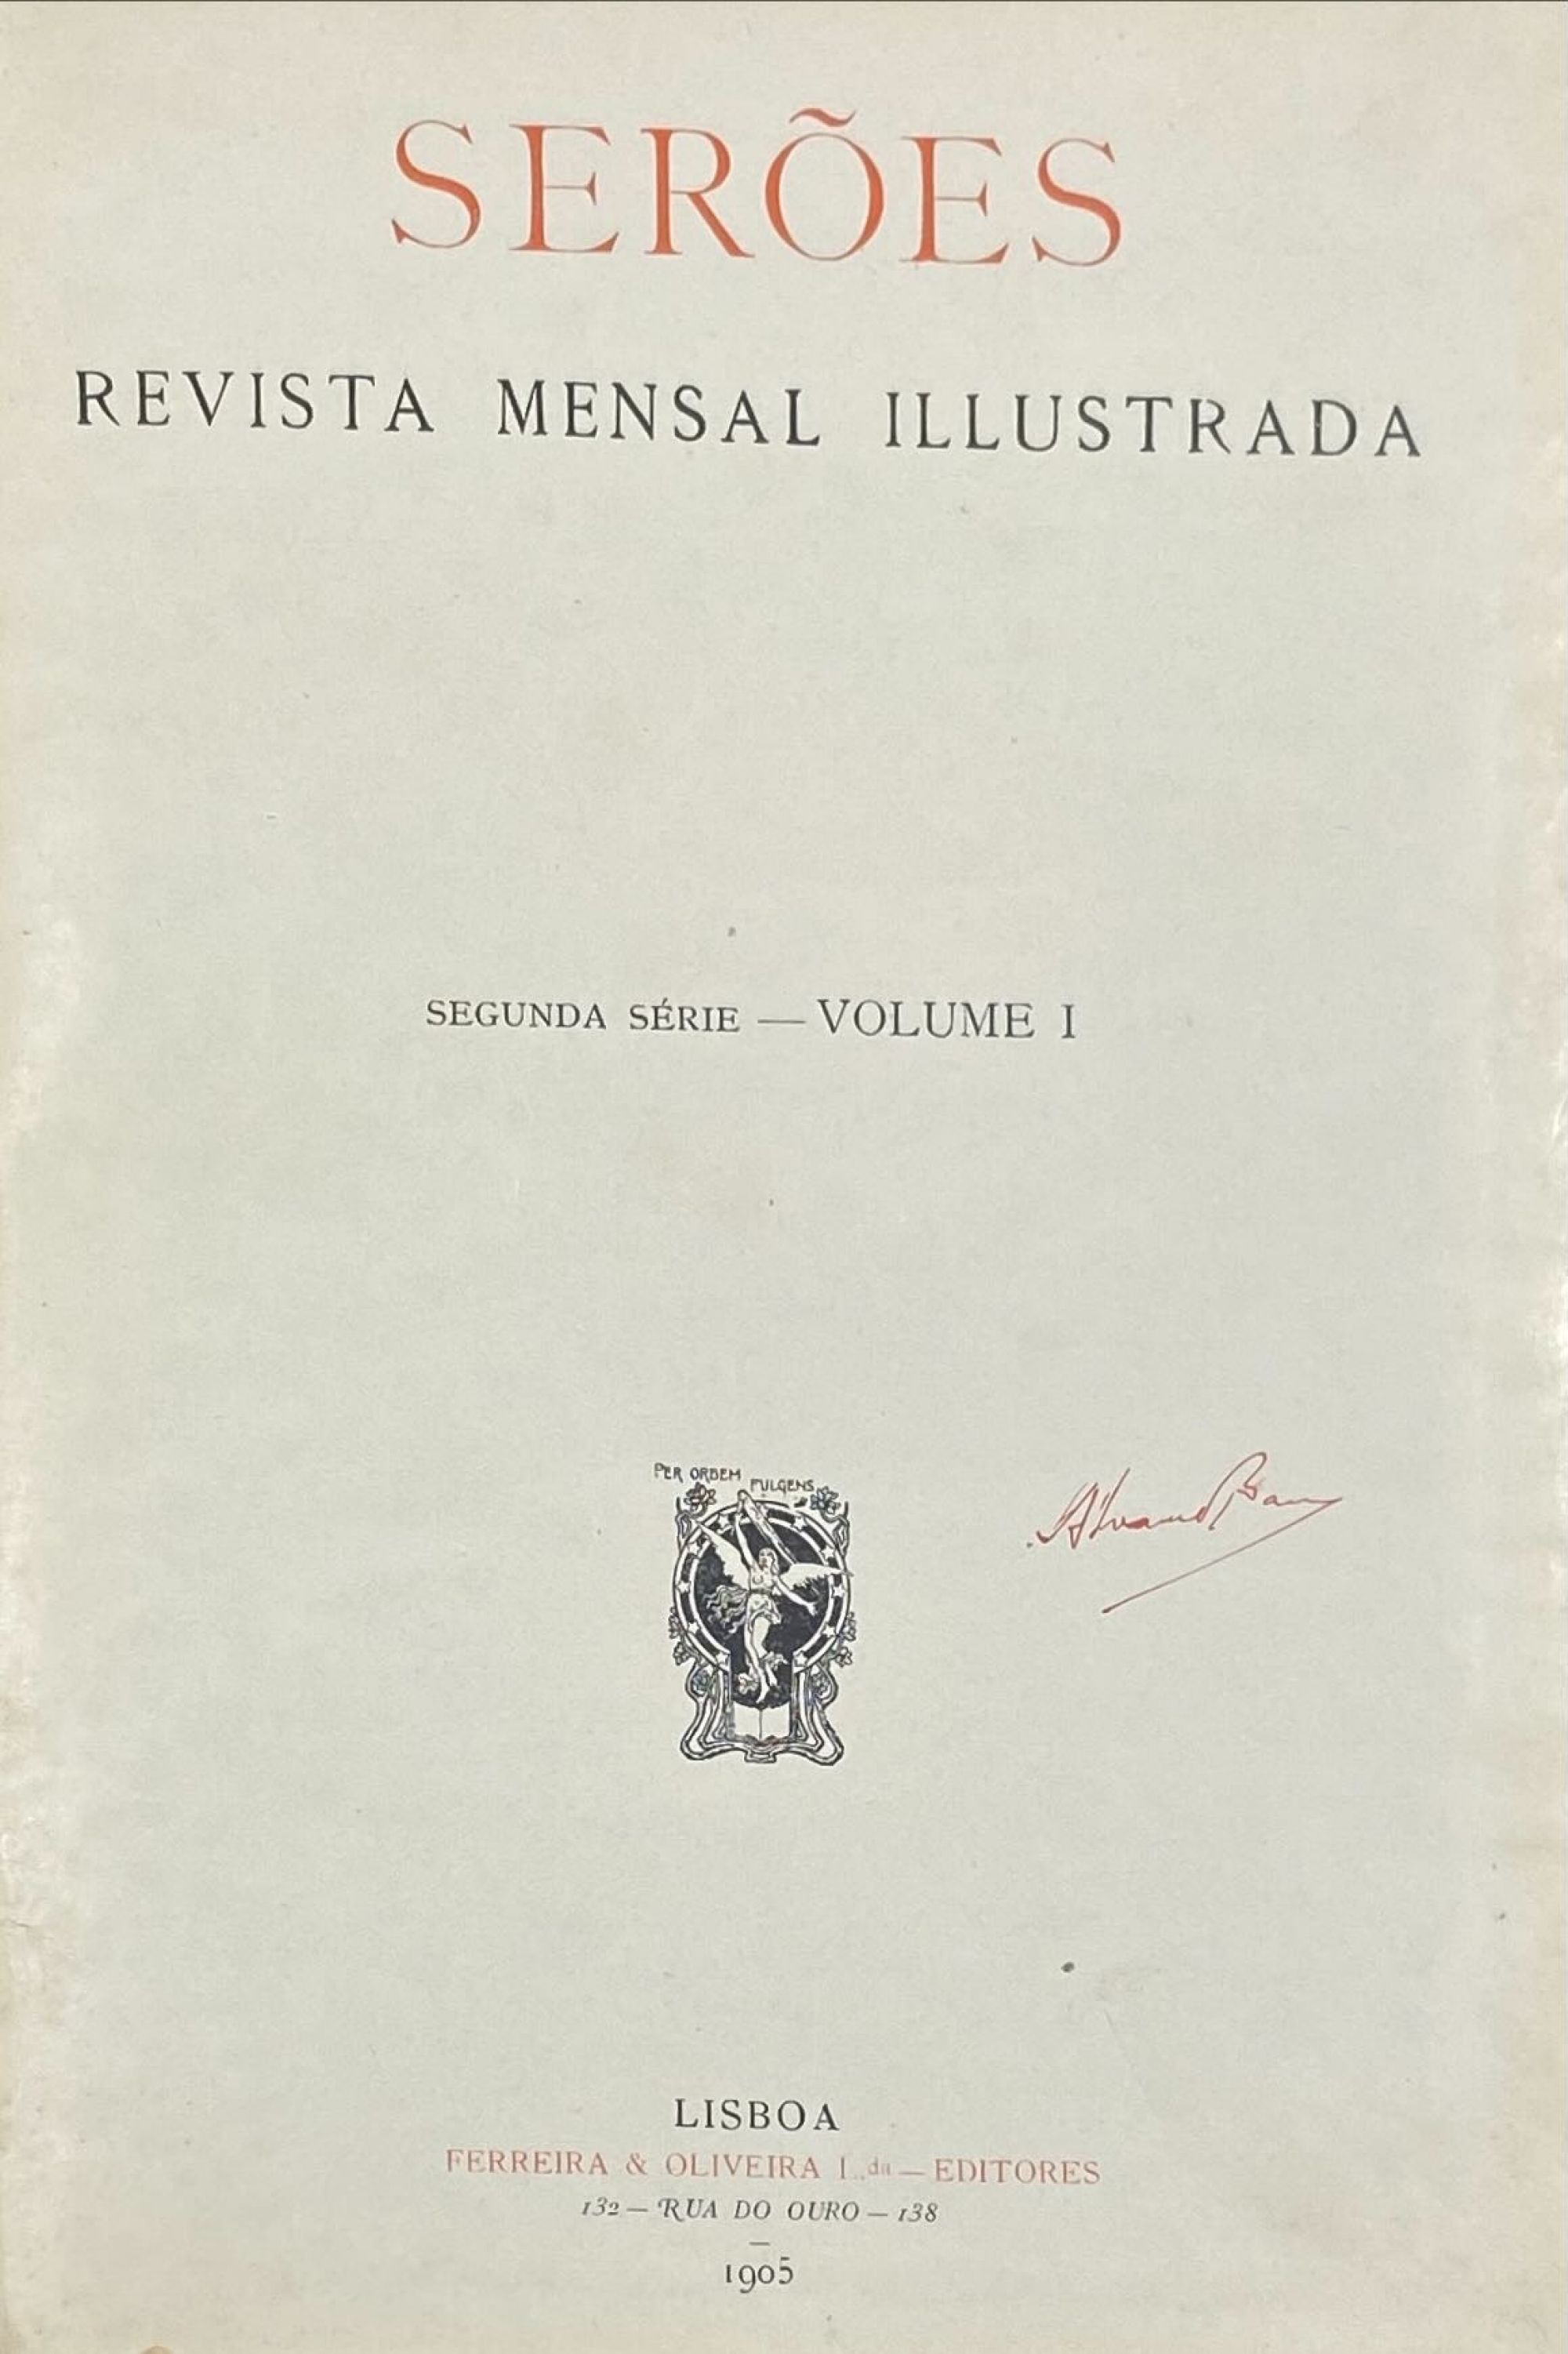 SERÕES
REVISTA MENSAL ILLUSTRADA
SEGUNDA SÉRIE — VOLUME I
PER ORBEM FULGENS
LISBOA
FERREIRA & OLIVEIRA L.da — EDITORES
132 — RUA DO OURO — 138
1905